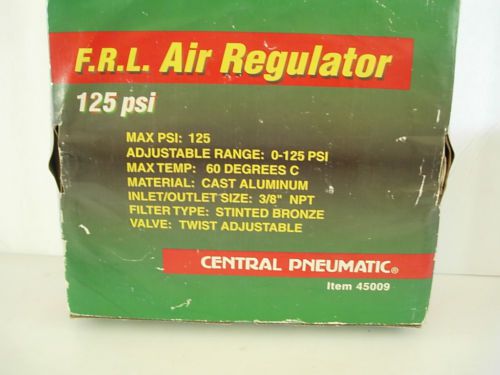 F.R.L. Air Regulator
125 psi
MAX PSI: 125
ADJUSTABLE RANGE: 0-125 PSI
MAX TEMP: 60 DEGREES C
MATERIAL: CAST ALUMINUM
INLET/OUTLET SIZE: 3/8" NPT
FILTER TYPE: STINTED BRONZE
VALVE: TWIST ADJUSTABLE
CENTRAL PNEUMATIC®
Item 45009